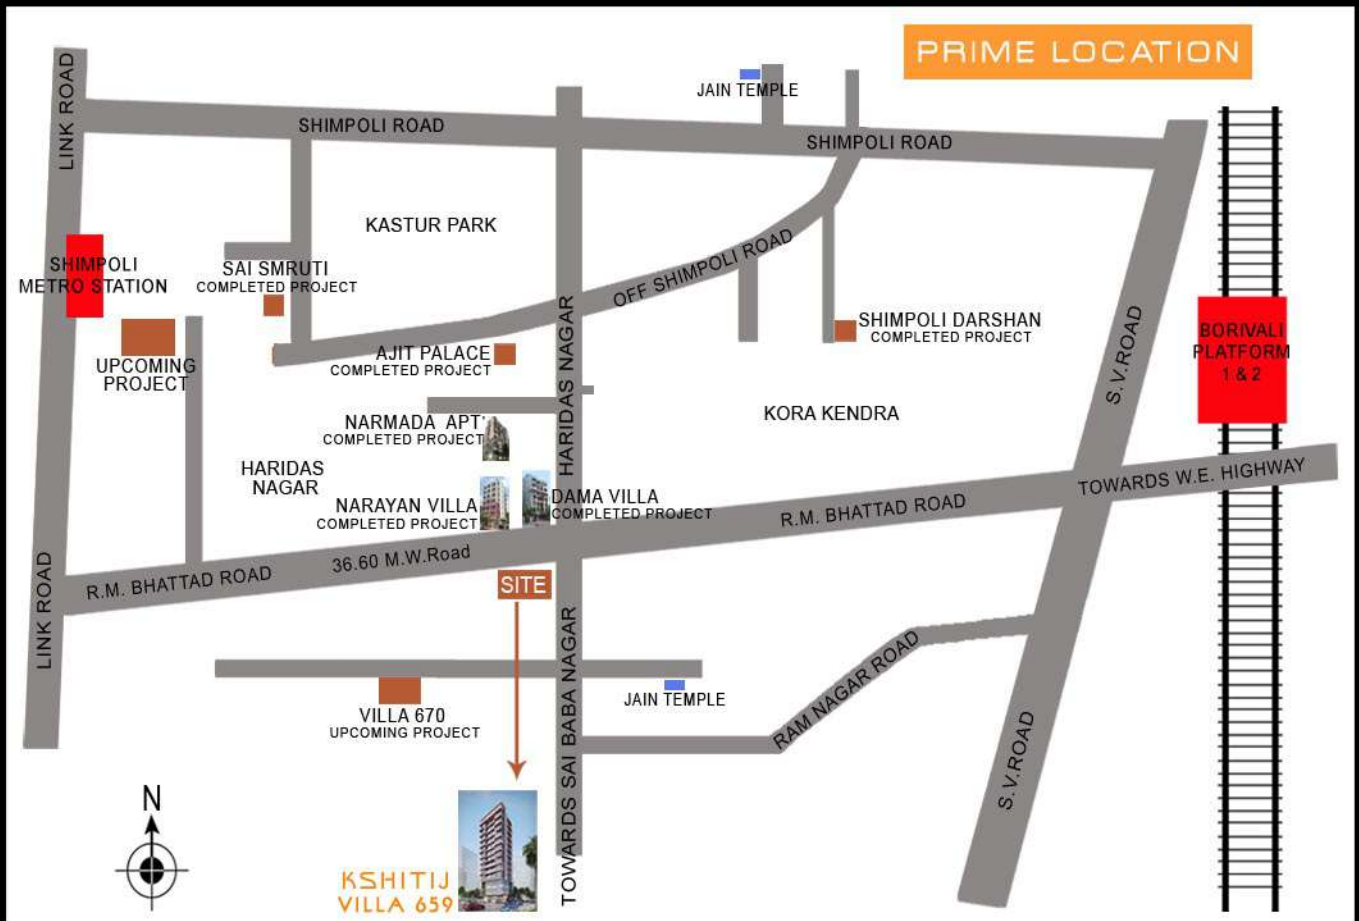 PRIME LOCATION
LINK ROAD
JAIN TEMPLE
SHIMPOLI ROAD
SHIMPOLI ROAD
KASTUR PARK
SHIMPOLI
METRO STATION
SAI SMRUTI
COMPLETED PROJECT
OFF SHIMPOLI ROAD
HARIDAS NAGAR
SHIMPOLI DARSHAN
COMPLETED PROJECT
S.V.ROAD
BORIVALI
PLATFORM
1 & 2
UPCOMING
PROJECT
AJIT PALACE
COMPLETED PROJECT
NARMADA APT'
COMPLETED PROJECT
KORA KENDRA
HARIDAS
NAGAR
NARAYAN VILLA
COMPLETED PROJECT
DAMA VILLA
COMPLETED PROJECT
R.M. BHATTAD ROAD
TOWARDS W.E. HIGHWAY
LINK ROAD
R.M. BHATTAD ROAD
36.60 M.W.Road
SITE
TOWARDS SAI BABA NAGAR
RAM NAGAR ROAD
JAIN TEMPLE
VILLA 670
UPCOMING PROJECT
S.V.ROAD
N
KSHITIJ
VILLA 659